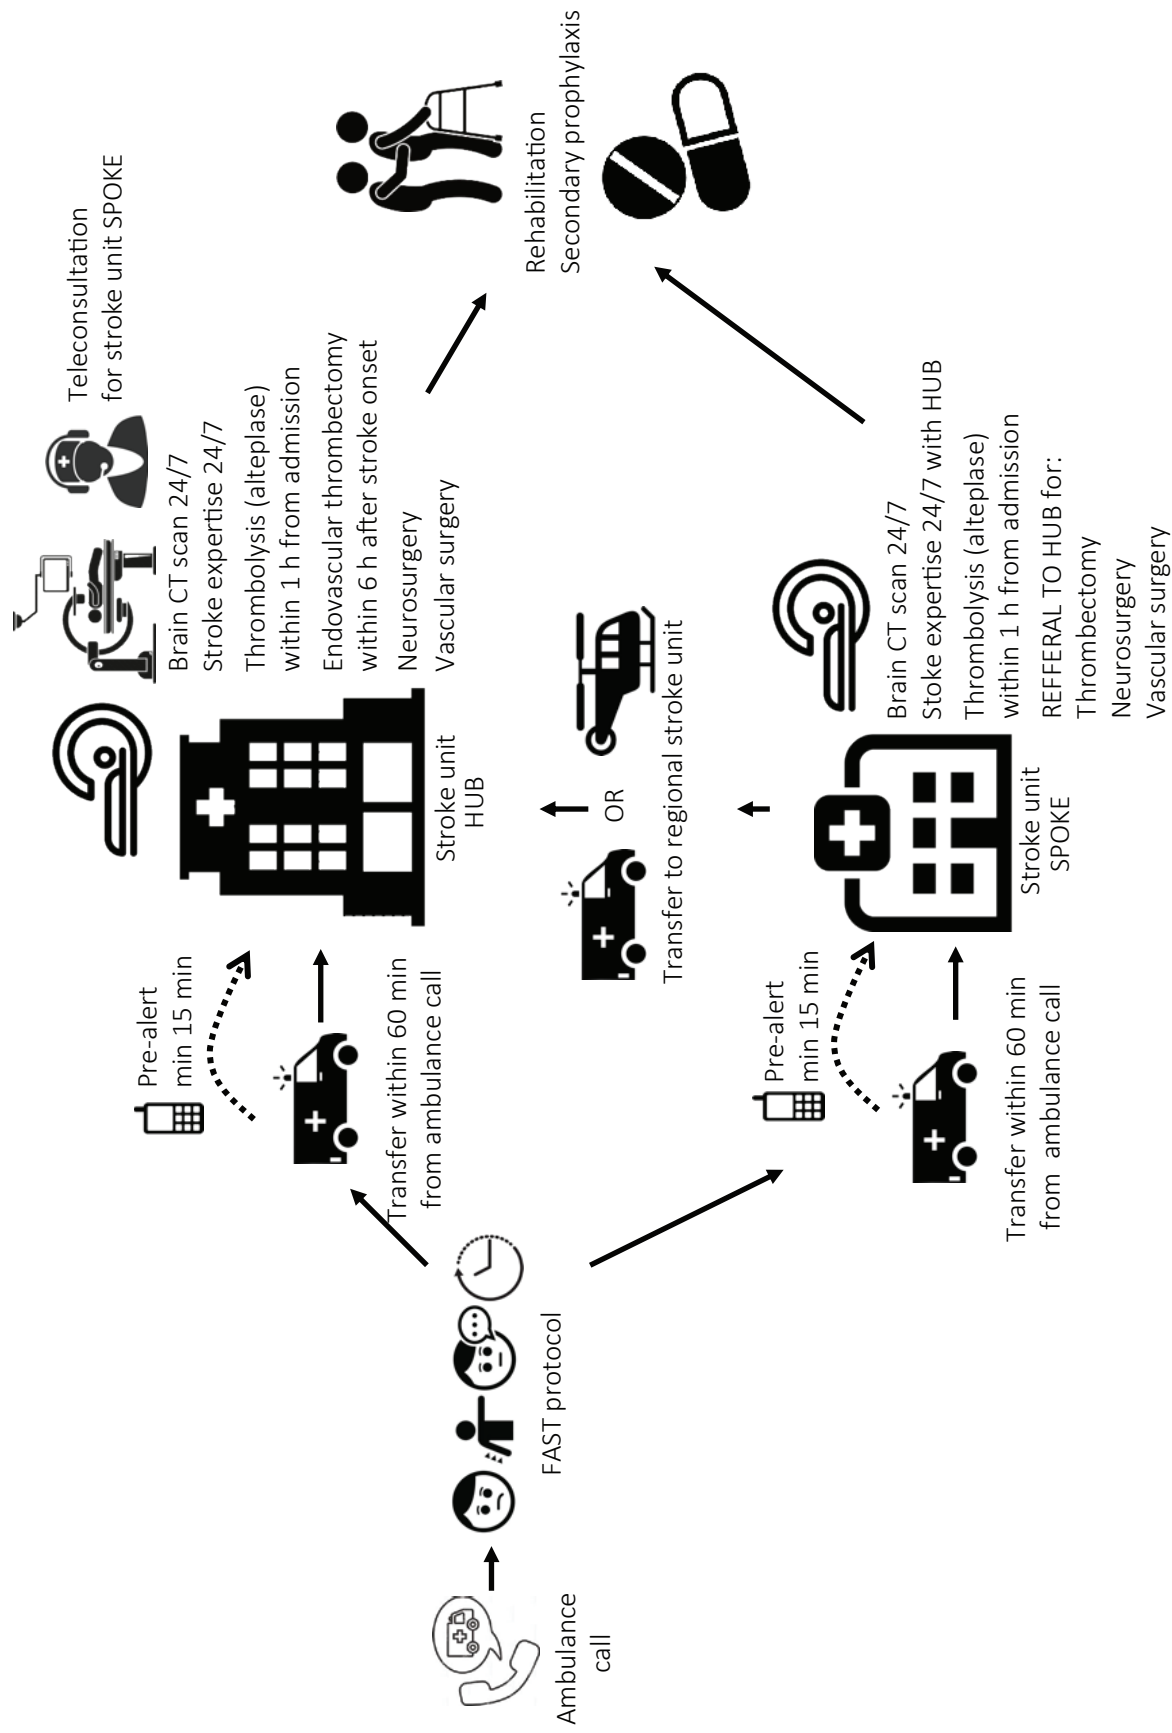 Ambulance
call
FAST protocol
Pre-alert
min 15 min
Transfer within 60 min
from ambulance call
Stroke unit
HUB
Teleconsultation
for stroke unit SPOKE
Brain CT scan 24/7
Stroke expertise 24/7
Thrombolysis (alteplase)
within 1 h from admission
Endovascular thrombectomy
within 6 h after stroke onset
Neurosurgery
Vascular surgery
OR
Transfer to regional stroke unit
Pre-alert
min 15 min
Transfer within 60 min
from ambulance call
Stroke unit
SPOKE
Brain CT scan 24/7
Stoke expertise 24/7 with HUB
Thrombolysis (alteplase)
within 1 h from admission
REFFERAL TO HUB for:
Thrombectomy
Neurosurgery
Vascular surgery
Rehabilitation
Secondary prophylaxis